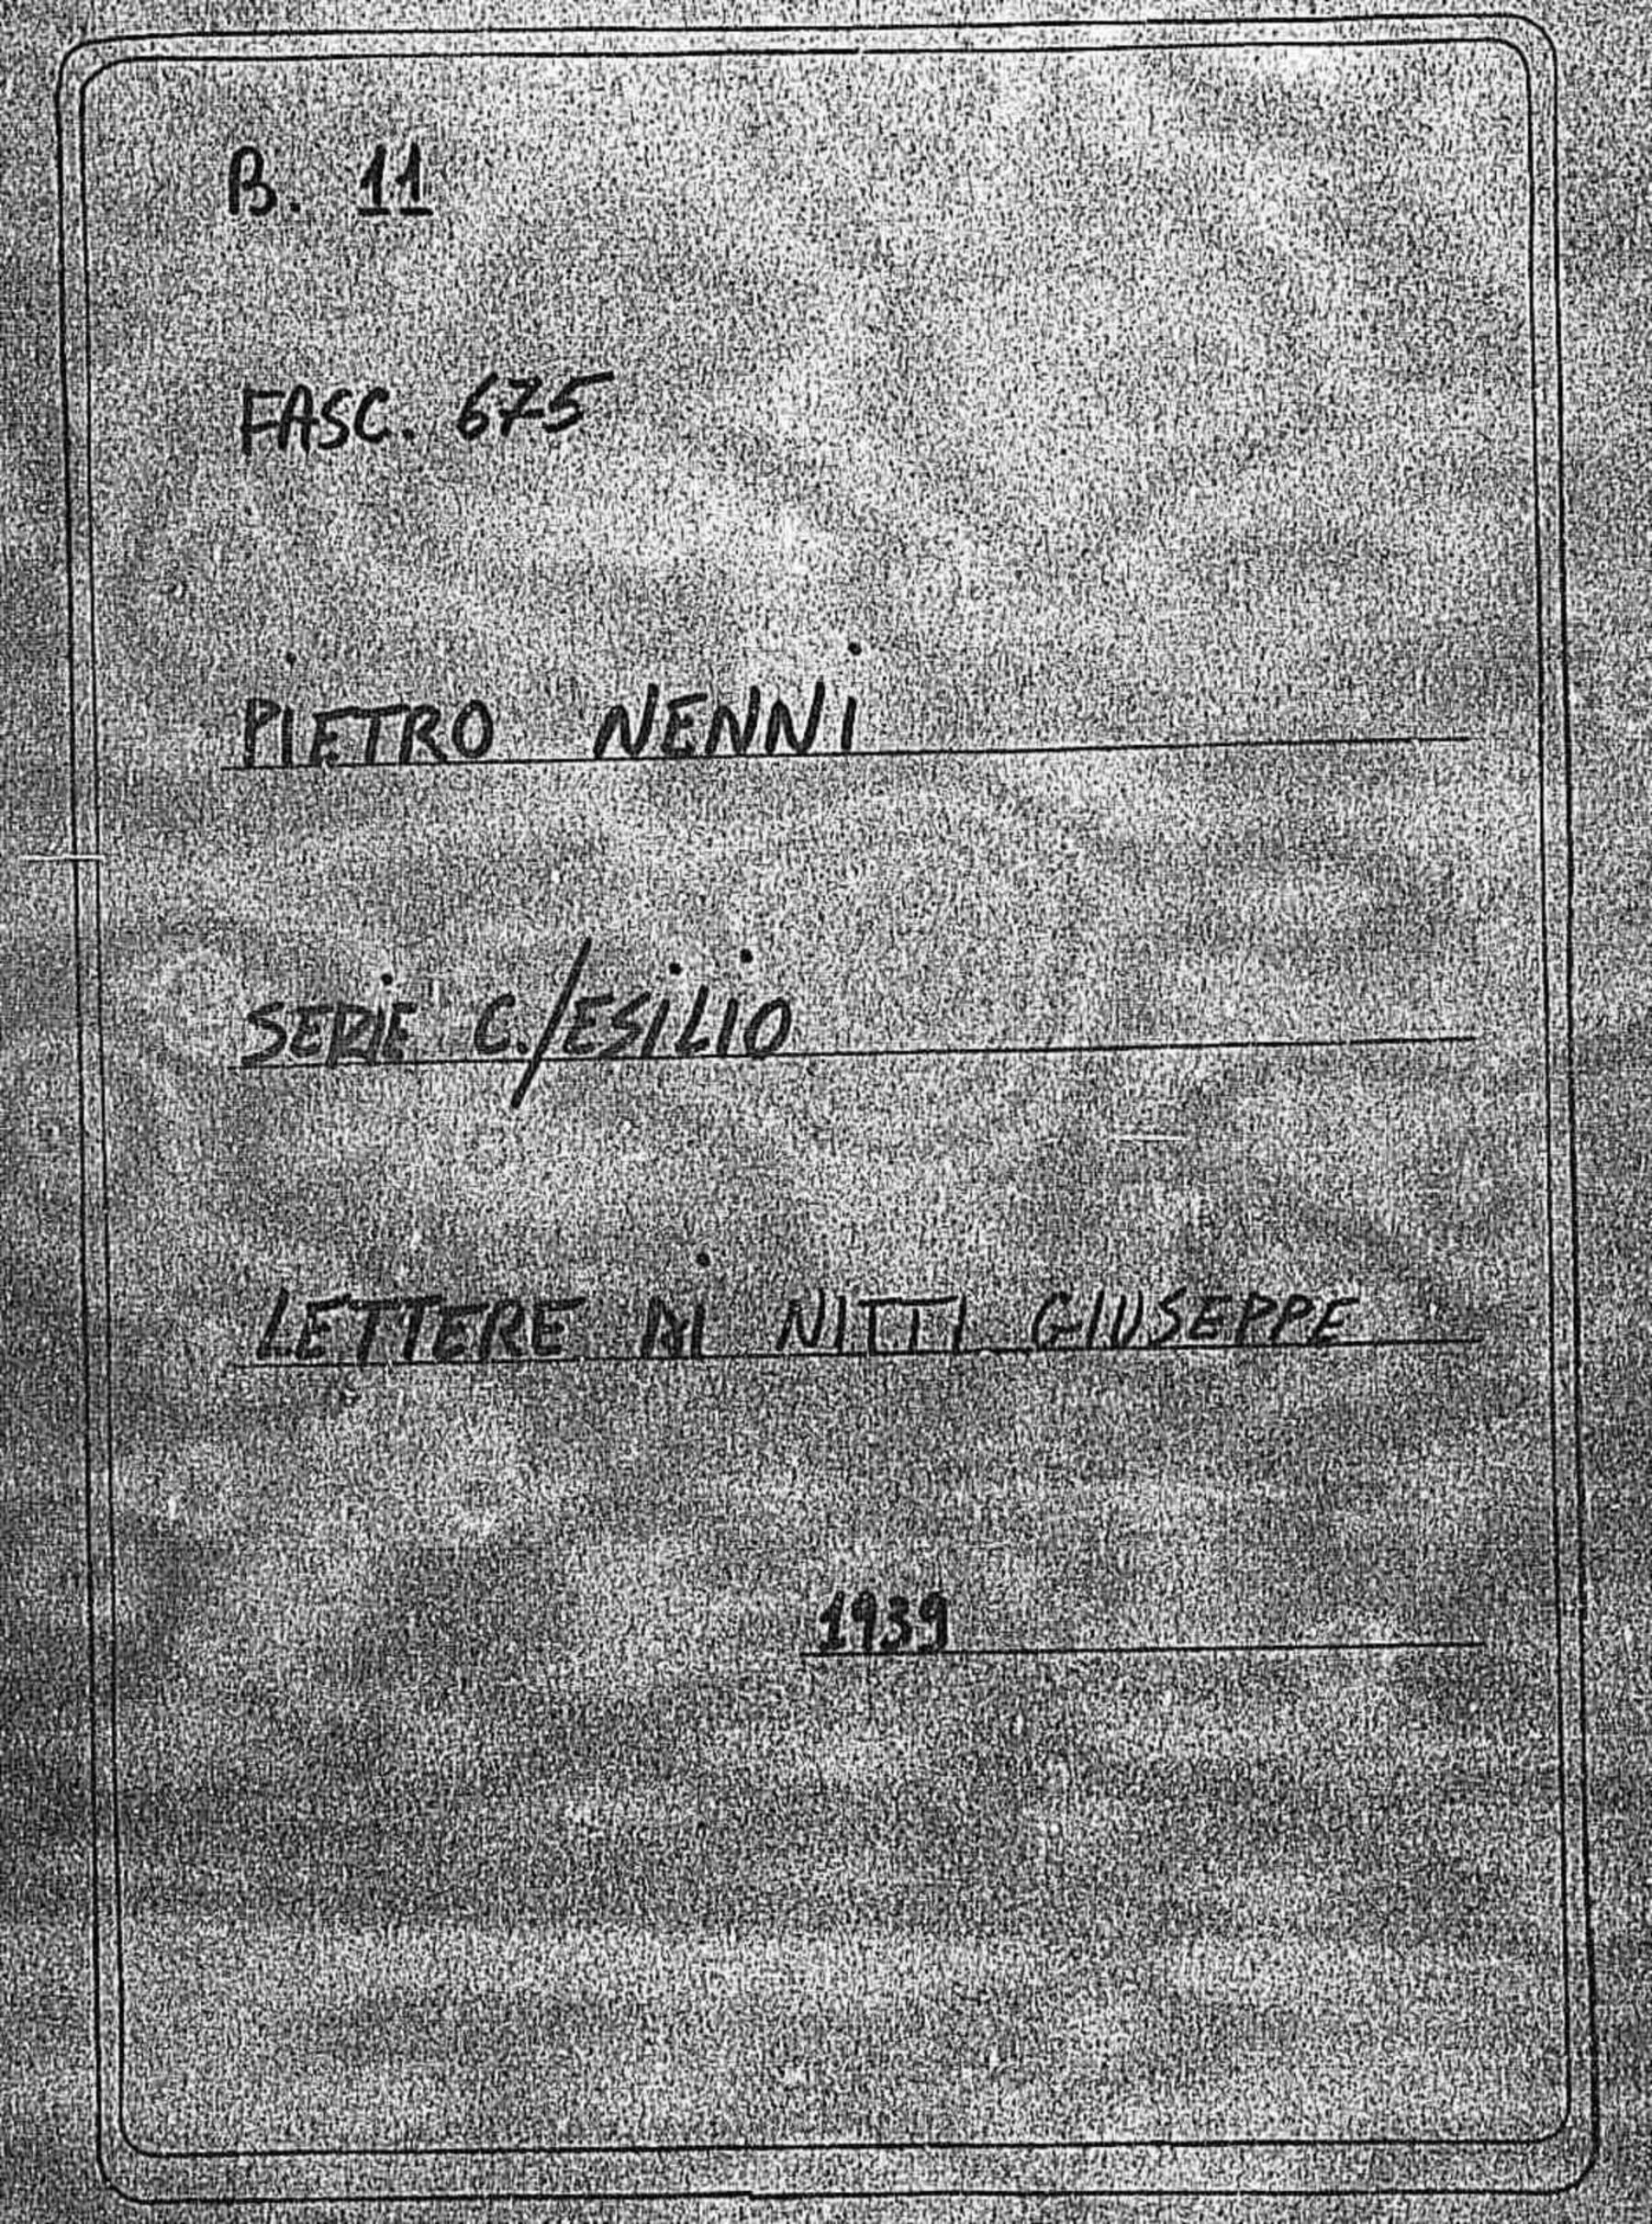 B. 11
FASC. 675
PIETRO NENNI
SERIE C./ESILIO
LETTERE DI NITTI GIUSEPPE
1939